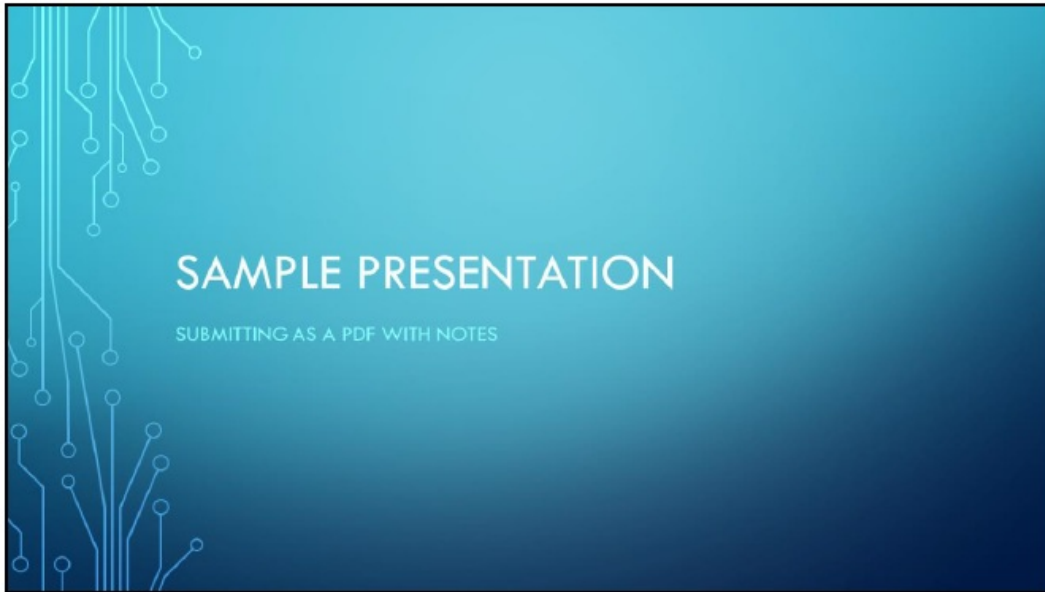 SAMPLE PRESENTATION
SUBMITTING AS A PDF WITH NOTES